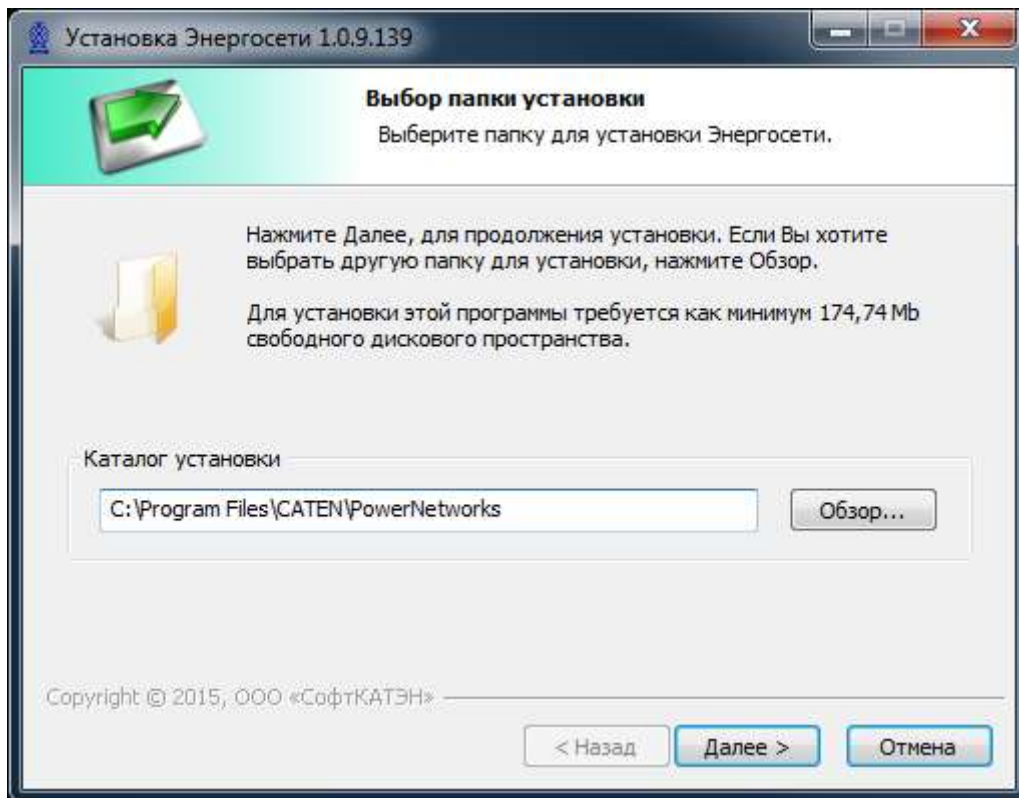 Установка Энергосети 1.0.9.139
Выбор папки установки
Выберите папку для установки Энергосети.
Нажмите Далее, для продолжения установки. Если Вы хотите
выбрать другую папку для установки, нажмите Обзор.
Для установки этой программы требуется как минимум 174,74 Mb
свободного дискового пространства.
Каталог установки
C:\Program Files\CATEN\PowerNetworks
Обзор...
Copyright © 2015, ООО «СофтКАТЭН»
< Назад
Далее >
Отмена